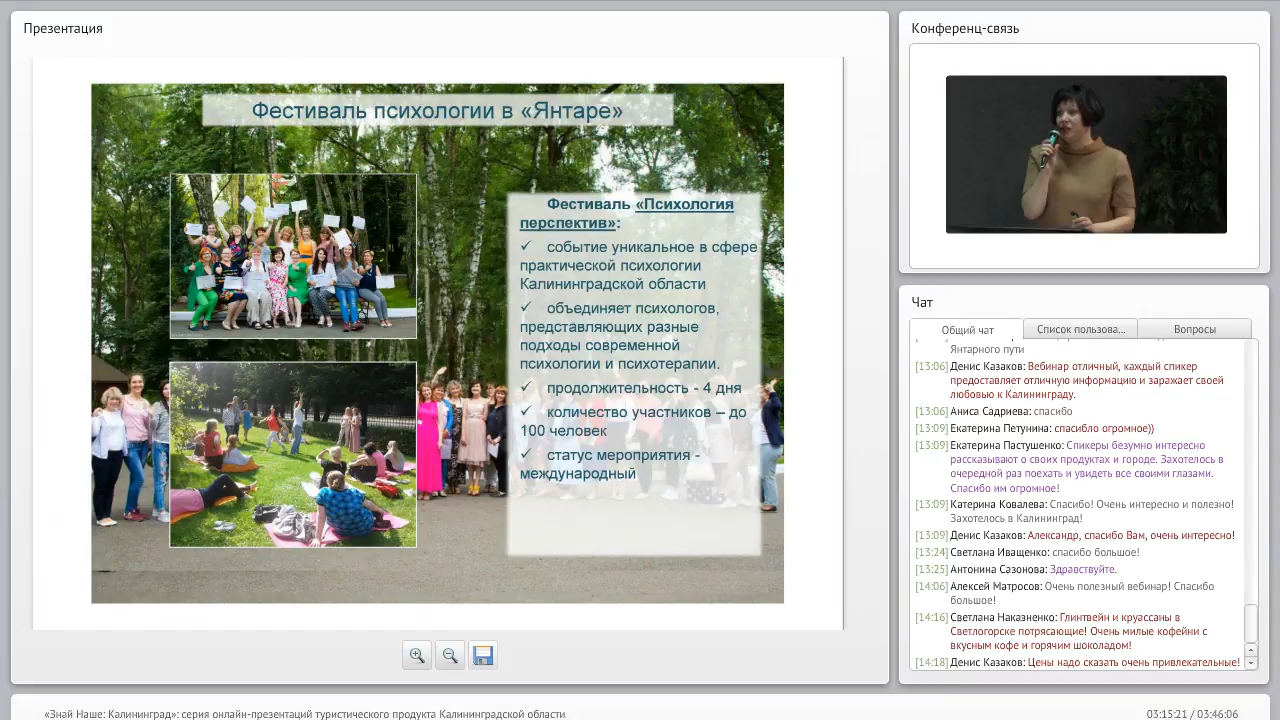 Презентация
Фестиваль психологии в «Янтаре»
Фестиваль «Психология
перспектив»:
✓ событие уникальное в сфере
практической психологии
Калининградской области
✓ объединяет психологов,
представляющих разные
подходы современной
психологии и психотерапии.
✓ продолжительность - 4 дня
✓ количество участников – до
100 человек
✓ статус мероприятия -
международный
Конференц-связь
Чат
Общий чат
Список пользова...
Вопросы
Янтарного пути
[13:06] Денис Казаков: Вебинар отличный, каждый спикер
предоставляет отличную информацию и заражает своей
любовью к Калининграду.
[13:06] Аниса Садриева: спасибо
[13:09] Екатерина Петунина: спасибло огромное))
[13:09] Екатерина Пастушенко: Спикеры безумно интересно
рассказывают о своих продуктах и городе. Захотелось в
очередной раз поехать и увидеть все своими глазами.
Спасибо им огромное!
[13:09] Катерина Ковалева: Спасибо! Очень интересно и полезно!
Захотелось в Калининград!
[13:09] Денис Казаков: Александр, спасибо Вам, очень интересно!
[13:24] Светлана Иващенко: спасибо большое!
[13:25] Антонина Сазонова: Здравствуйте.
[14:06] Алексей Матросов: Очень полезный вебинар! Спасибо
большое!
[14:16] Светлана Наказненко: Глинтвейн и круассаны в
Светлогорске потрясающие! Очень милые кофейни с
вкусным кофе и горячим шоколадом!
[14:18] Денис Казаков: Цены надо сказать очень привлекательные!
«Знай Наше: Калининград»: серия онлайн-презентаций туристического продукта Калининградской области
03:15:21 / 03:46:06